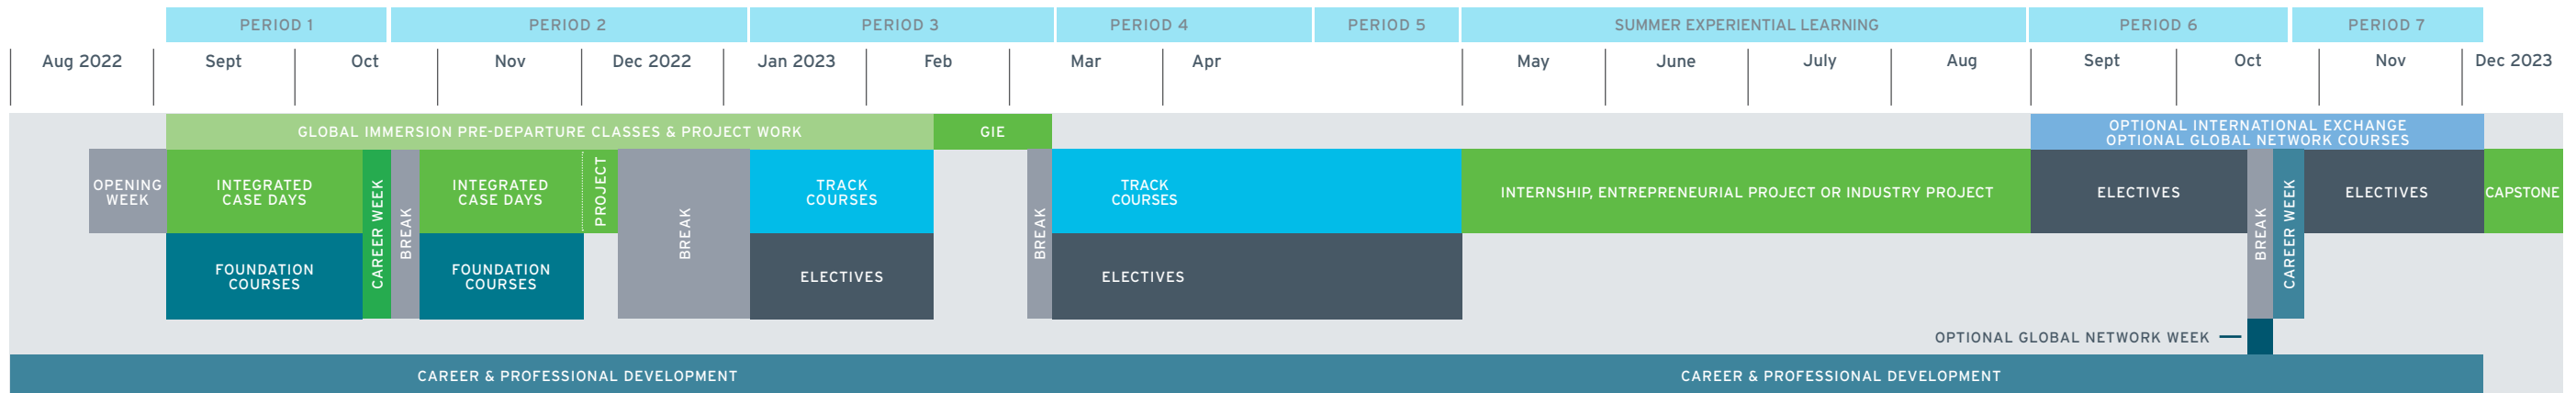 PERIOD 1
PERIOD 2
PERIOD 3
PERIOD 4
PERIOD 5
SUMMER EXPERIENTIAL LEARNING
PERIOD 6
PERIOD 7
Aug 2022
Sept
Oct
Nov
Dec 2022
Jan 2023
Feb
Mar
Apr
May
June
July
Aug
Sept
Oct
Nov
Dec 2023
GLOBAL IMMERSION PRE-DEPARTURE CLASSES & PROJECT WORK
GIE
OPTIONAL INTERNATIONAL EXCHANGE
OPTIONAL GLOBAL NETWORK COURSES
OPENING
WEEK
INTEGRATED
CASE DAYS
CAREER WEEK
BREAK
INTEGRATED
CASE DAYS
PROJECT
BREAK
TRACK
COURSES
BREAK
TRACK
COURSES
INTERNSHIP, ENTREPRENEURIAL PROJECT OR INDUSTRY PROJECT
ELECTIVES
BREAK
CAREER WEEK
ELECTIVES
CAPSTONE
FOUNDATION
COURSES
FOUNDATION
COURSES
ELECTIVES
ELECTIVES
OPTIONAL GLOBAL NETWORK WEEK
CAREER & PROFESSIONAL DEVELOPMENT
CAREER & PROFESSIONAL DEVELOPMENT